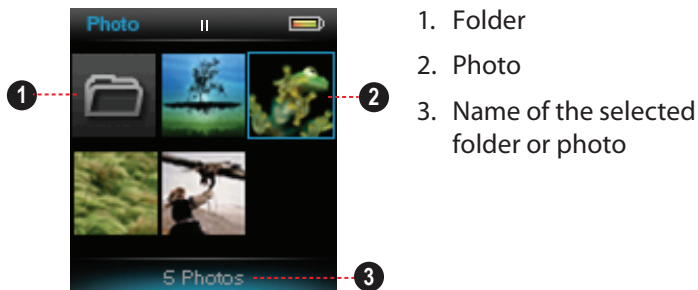 Photo
1. Folder
2. Photo
3. Name of the selected
folder or photo
1
2
5 Photos
3